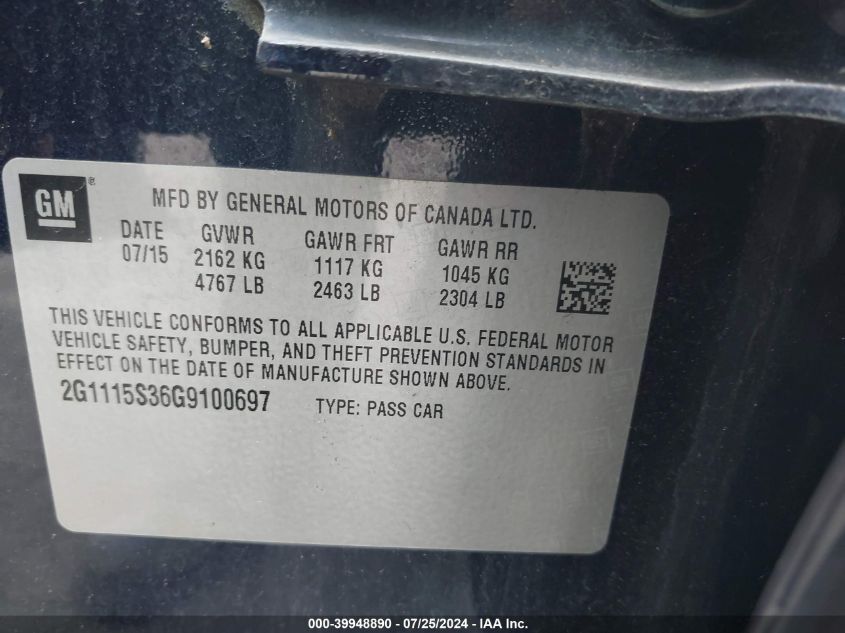 GM ®
MFD BY GENERAL MOTORS OF CANADA LTD.
DATE GVWR GAWR FRT GAWR RR
07/15 2162 KG 1117 KG 1045 KG
4767 LB 2463 LB 2304 LB
THIS VEHICLE CONFORMS TO ALL APPLICABLE U.S. FEDERAL MOTOR
VEHICLE SAFETY, BUMPER, AND THEFT PREVENTION STANDARDS IN
EFFECT ON THE DATE OF MANUFACTURE SHOWN ABOVE.
2G1115S36G9100697 TYPE: PASS CAR
000-39948890 - 07/25/2024 - IAA Inc.